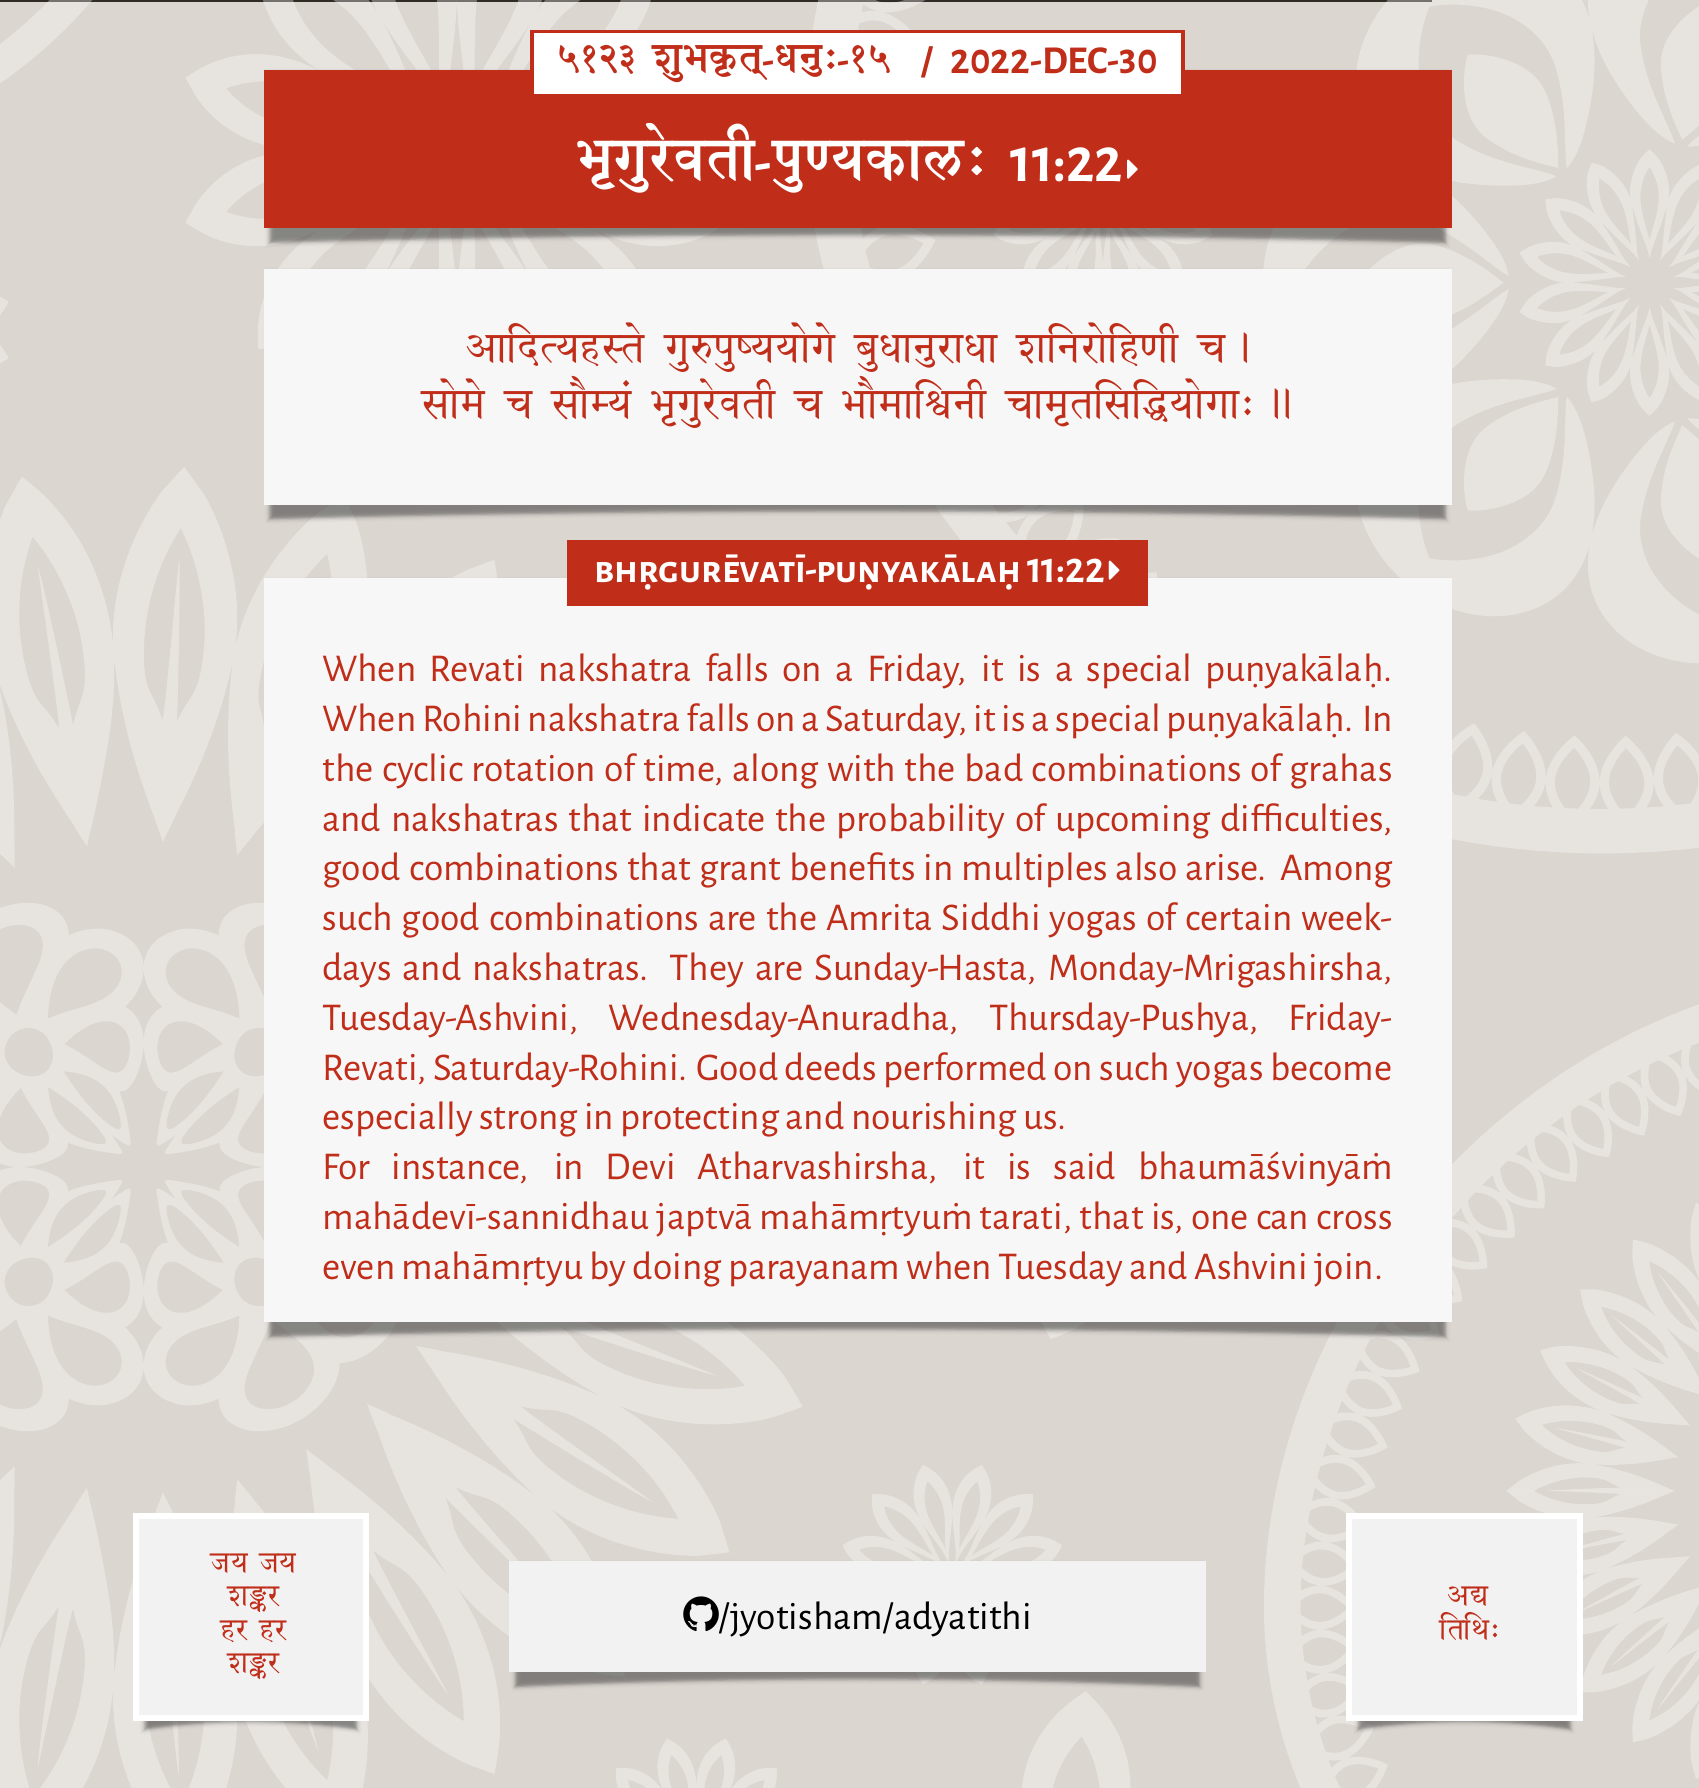 ५१२३ शुभकृत्-धनुः-१५ / 2022-DEC-30
भृगुरेवती-पुण्यकालः 11:22▸
आदित्यहस्ते गुरुपुष्ययोगे बुधानुराधा शनिरोहिणी च।
सोमे च सौम्यं भृगुरेवती च भौमाश्विनी चामृतसिद्धियोगाः॥
BHṚGURĒVATĪ-PUṆYAKĀLAḤ 11:22▸
When Revati nakshatra falls on a Friday, it is a special puṇyakālaḥ.
When Rohini nakshatra falls on a Saturday, it is a special puṇyakālaḥ. In
the cyclic rotation of time, along with the bad combinations of grahas
and nakshatras that indicate the probability of upcoming difficulties,
good combinations that grant benefits in multiples also arise. Among
such good combinations are the Amrita Siddhi yogas of certain week-
days and nakshatras. They are Sunday-Hasta, Monday-Mrigashirsha,
Tuesday-Ashvini, Wednesday-Anuradha, Thursday-Pushya, Friday-
Revati, Saturday-Rohini. Good deeds performed on such yogas become
especially strong in protecting and nourishing us.
For instance, in Devi Atharvashirsha, it is said bhaumāśvinyāṁ
mahādevī-sannidhau japtvā mahāmṛtyuṁ tarati, that is, one can cross
even mahāmṛtyu by doing parayanam when Tuesday and Ashvini join.
जय जय
शङ्कर
हर हर
शङ्कर
/jyotisham/adyatithi
अद्य
तिथिः